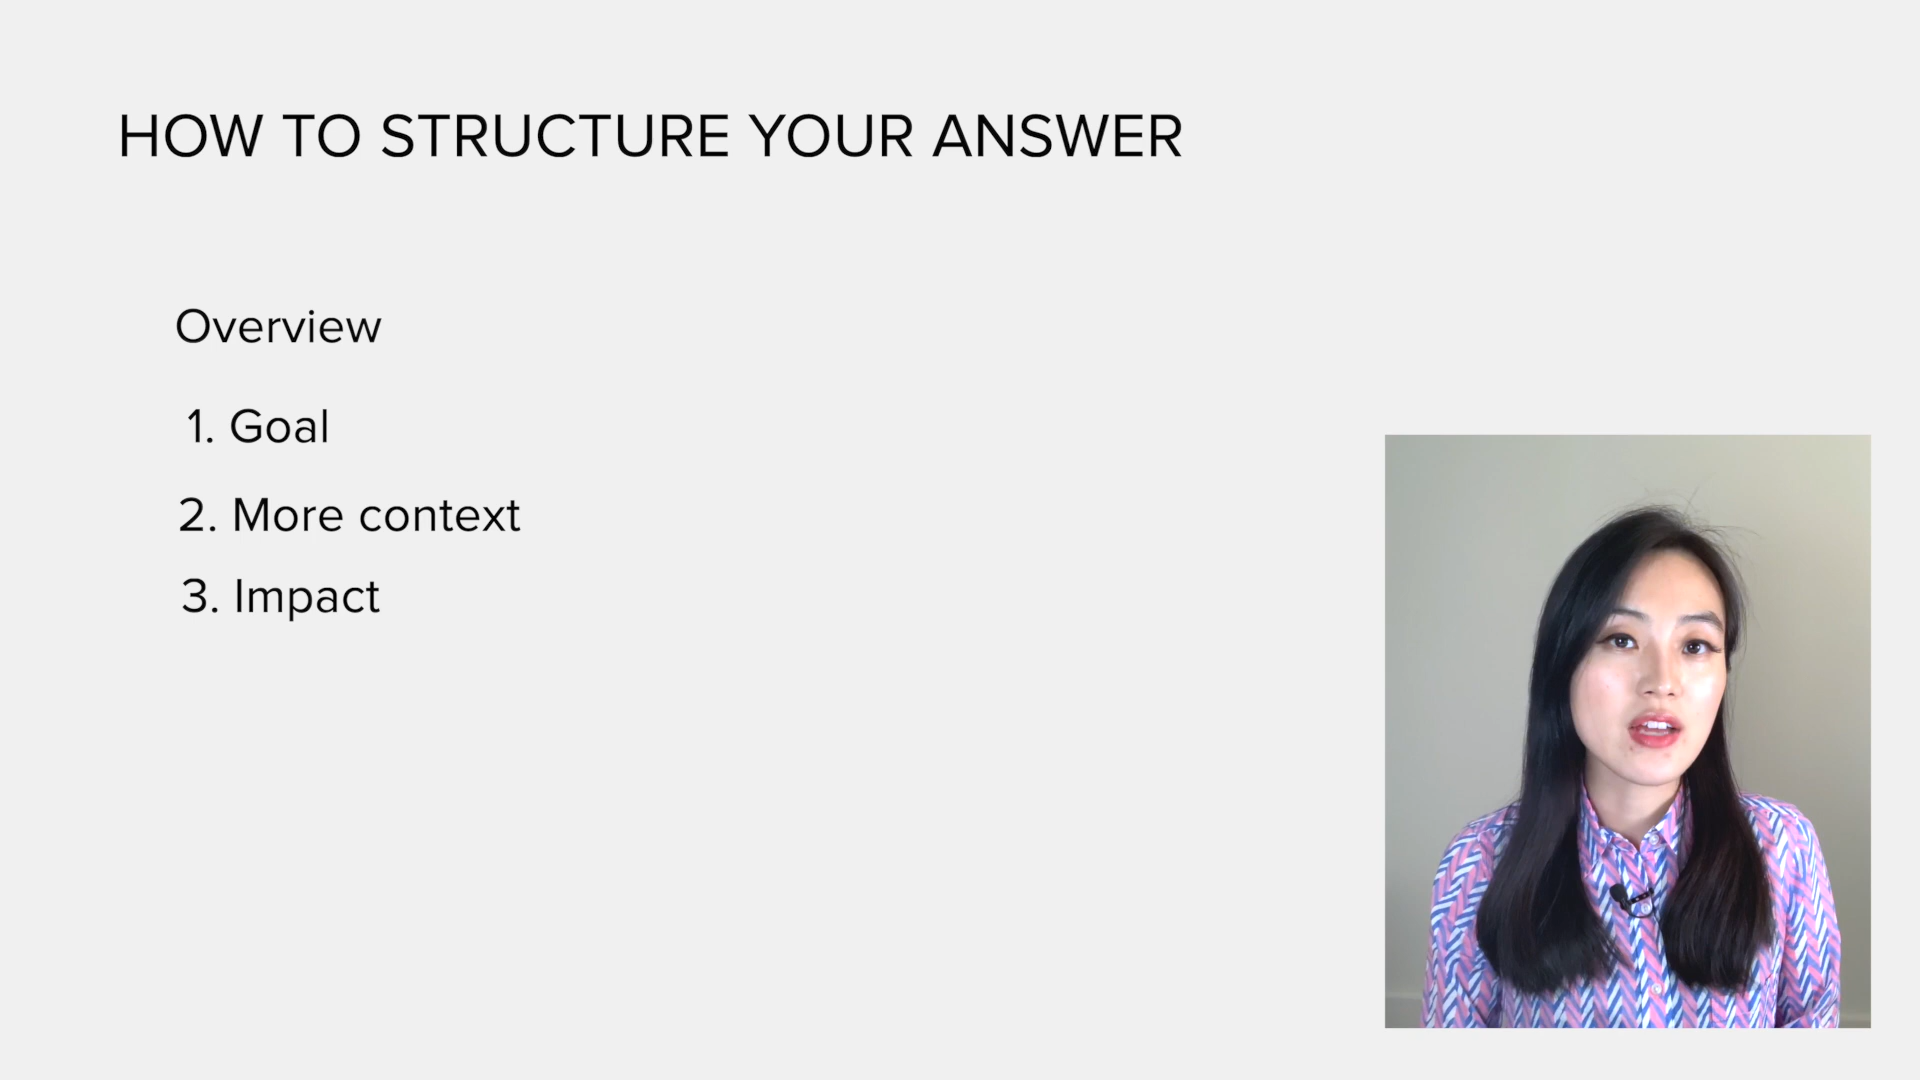 HOW TO STRUCTURE YOUR ANSWER
Overview
1. Goal
2. More context
3. Impact